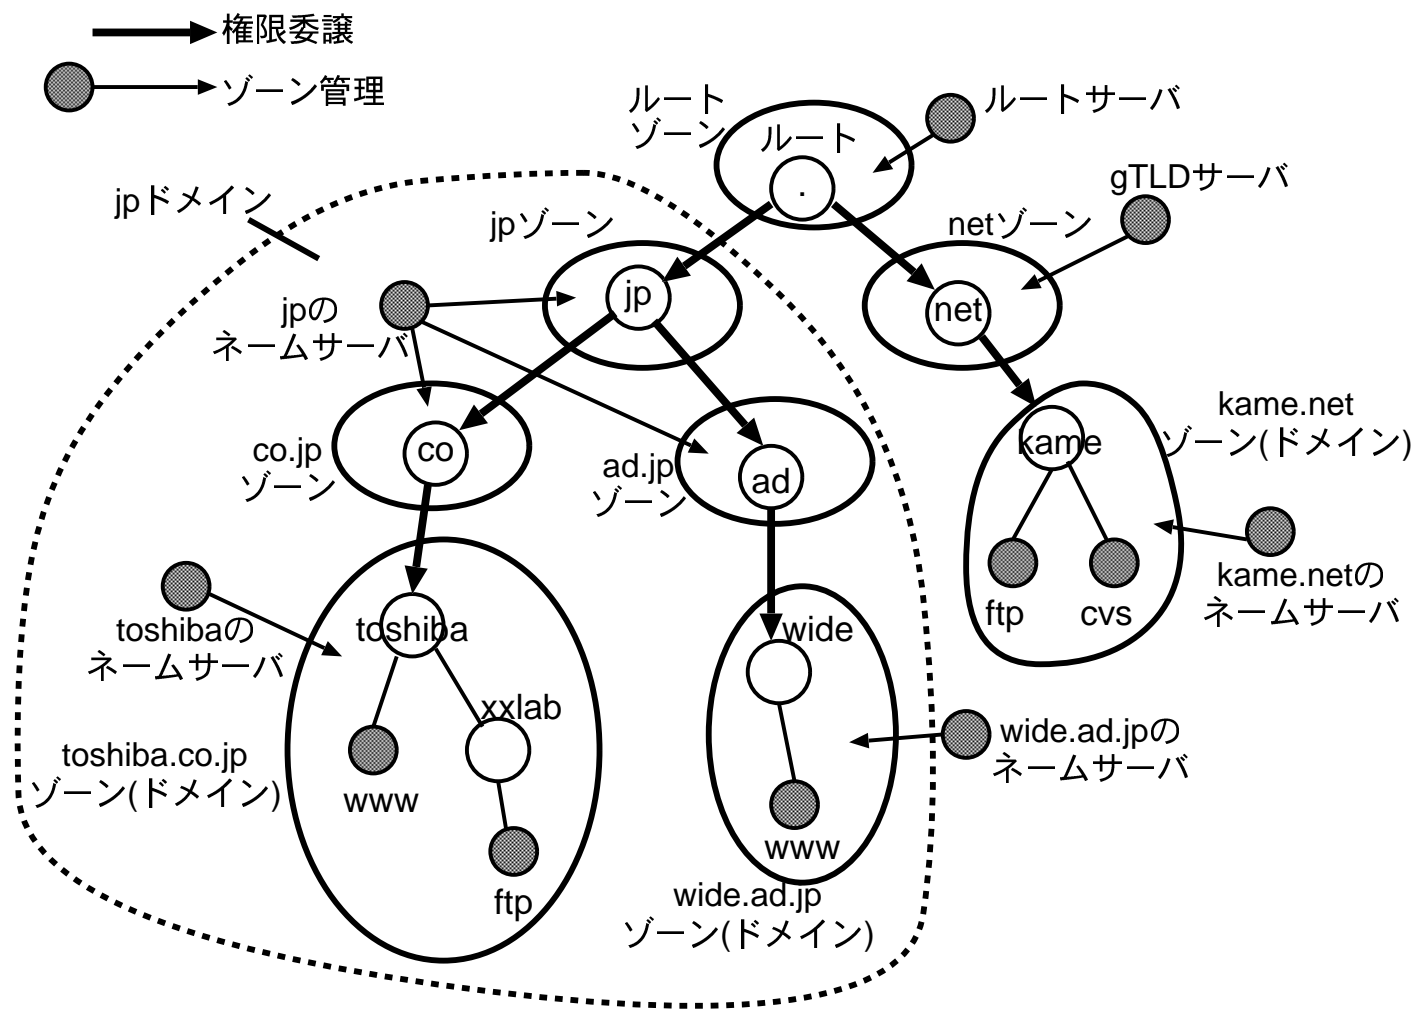 権限委譲
ゾーン管理
ルート
ゾーン
ルート
.
ルートサーバ
gTLDサーバ
jpドメイン
jpゾーン
netゾーン
jpの
ネームサーバ
jp
net
co.jp
ゾーン
co
ad.jp
ゾーン
ad
kame
kame.net
ゾーン(ドメイン)
ftp
cvs
kame.netの
ネームサーバ
toshibaの
ネームサーバ
toshiba
xxlab
www
ftp
toshiba.co.jp
ゾーン(ドメイン)
wide
www
wide.ad.jpの
ネームサーバ
wide.ad.jp
ゾーン(ドメイン)